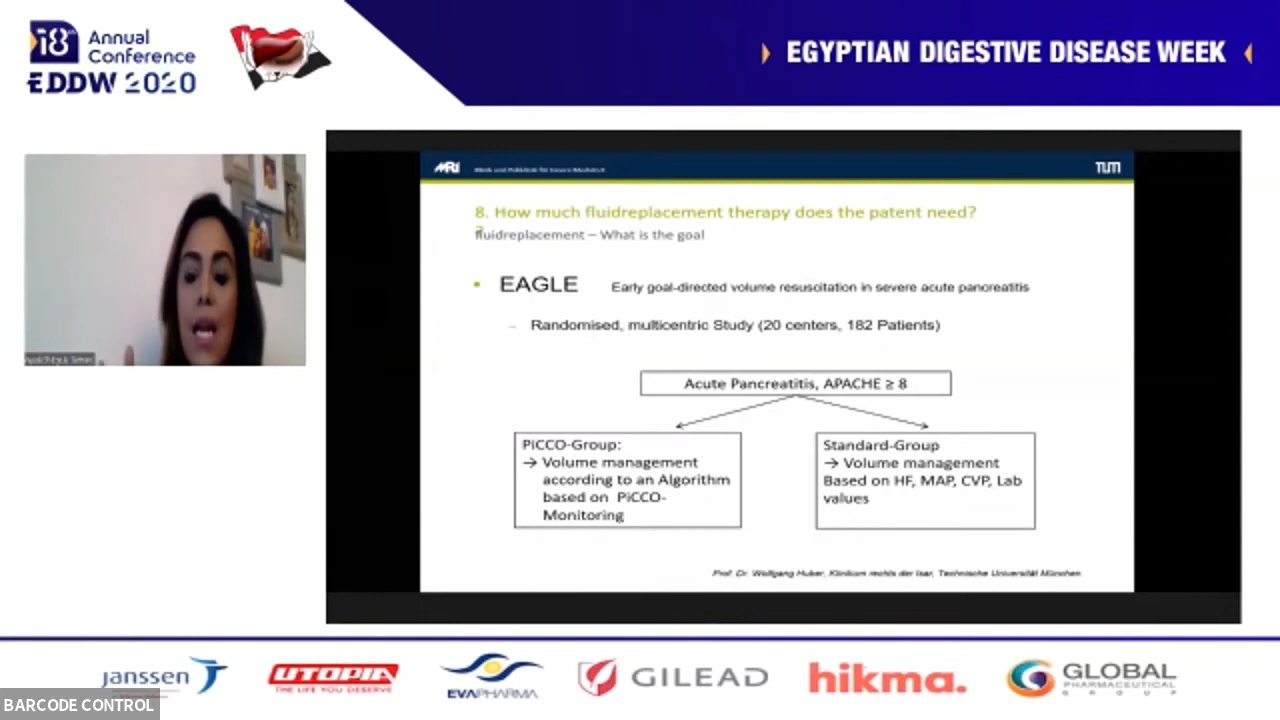 18th Annual
Conference
EDDW 2020
EGYPTIAN DIGESTIVE DISEASE WEEK
MRI
TUM
8. How much fluidreplacement therapy does the patent need?
fluidreplacement – What is the goal
EAGLE Early goal-directed volume resuscitation in severe acute pancreatitis
– Randomised, multicentric Study (20 centers, 182 Patients)
Acute Pancreatitis, APACHE ≥ 8
PiCCO-Group:
→ Volume management
according to an Algorithm
based on PiCCO-
Monitoring
Standard-Group
→ Volume management
Based on HF, MAP, CVP, Lab
values
Prof. Dr. Wolfgang Huber, Klinikum rechts der Isar, Technische Universität München
janssen
UTOPIA
THE LIFE YOU DESERVE
EVAPHARMA
GILEAD
hikma.
GLOBAL
PHARMACEUTICAL
GROUP
BARCODE CONTROL